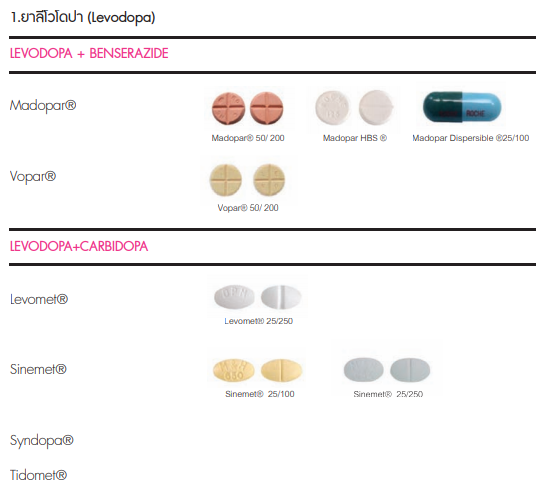 1.ยาลีโวโดปา (Levodopa)
LEVODOPA + BENSERAZIDE
Madopar®
Madopar® 50/ 200
Madopar HBS ®
Madopar Dispersible ®25/100
Vopar®
Vopar® 50/ 200
LEVODOPA+CARBIDOPA
Levomet®
Levomet® 25/250
Sinemet®
Sinemet® 25/100
Sinemet® 25/250
Syndopa®
Tidomet®